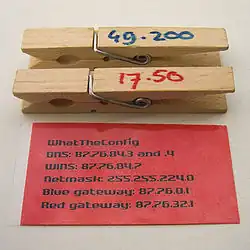 49.200
17.50
WhatTheConfig
DNS: 87.76.84.3 and .4
WINS: 87.76.84.7
Netmask: 255.255.224.0
Blue gateway: 87.76.0.1
Red gateway: 87.76.32.1